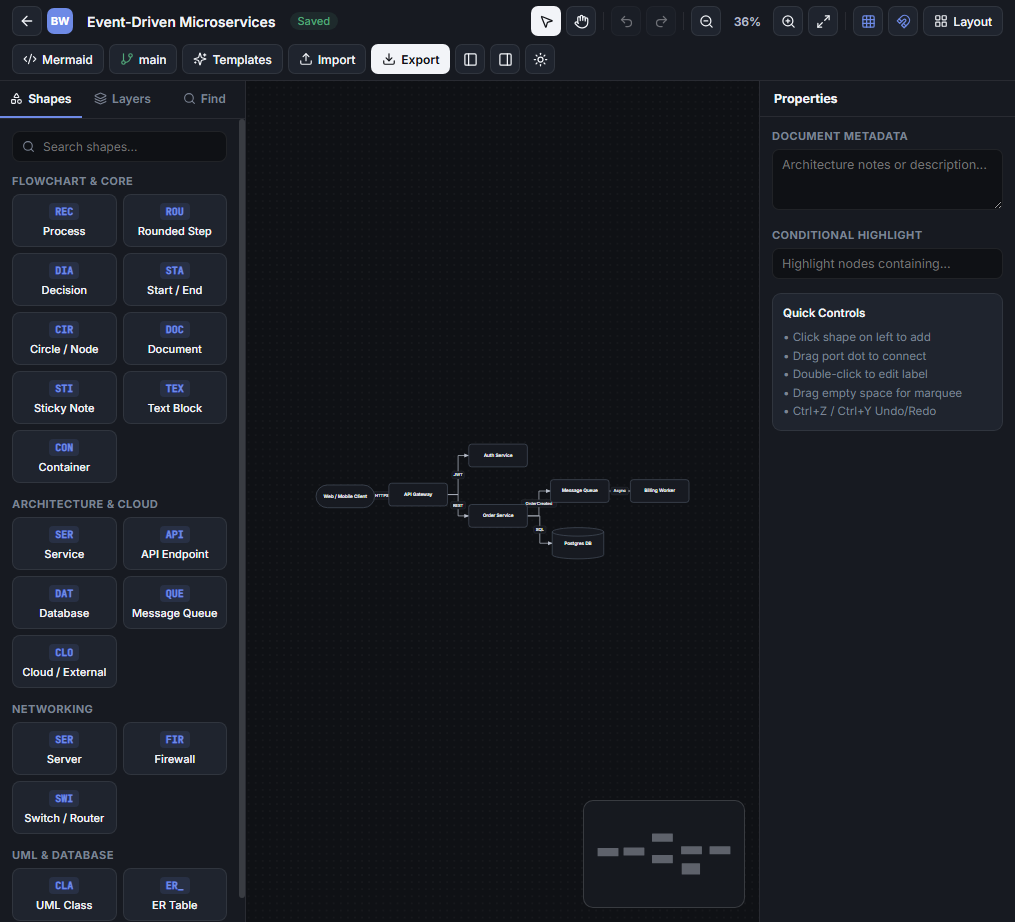 BW Event-Driven Microservices Saved
36%
Layout
Mermaid main Templates Import Export
Shapes Layers Find
Search shapes...
FLOWCHART & CORE
REC ROU
Process Rounded Step
DIA STA
Decision Start / End
CIR DOC
Circle / Node Document
STI TEX
Sticky Note Text Block
CON
Container
ARCHITECTURE & CLOUD
SER API
Service API Endpoint
DAT QUE
Database Message Queue
CLO
Cloud / External
NETWORKING
SER FIR
Server Firewall
SWI
Switch / Router
UML & DATABASE
CLA ER_
UML Class ER Table
Auth Service
JWT
Web / Mobile Client HTTPS API Gateway
Message Queue Async Billing Worker
REST
OrderCreated
Order Service
SQL
Postgres DB
Properties
DOCUMENT METADATA
Architecture notes or description...
CONDITIONAL HIGHLIGHT
Highlight nodes containing...
Quick Controls
• Click shape on left to add
• Drag port dot to connect
• Double-click to edit label
• Drag empty space for marquee
• Ctrl+Z / Ctrl+Y Undo/Redo